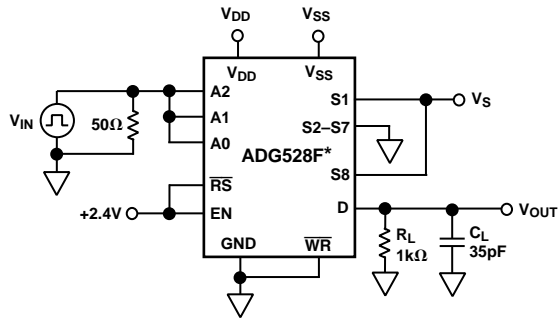 VDD
VSS
VDD
VSS
VIN
50Ω
A2
A1
A0
S1
VS
S2–S7
ADG528F*
S8
RS
+2.4V
EN
D
VOUT
GND
WR
RL
1kΩ
CL
35pF